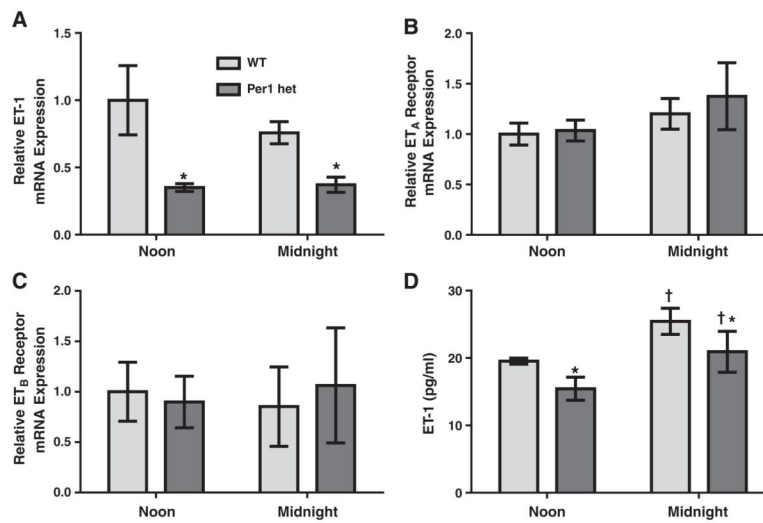 A
Relative ET-1
mRNA Expression
1.5
1.0
0.5
0.0
WT
Per1 het
*
*
Noon
Midnight
B
Relative ETA Receptor
mRNA Expression
2.0
1.5
1.0
0.5
0.0
Noon
Midnight
C
Relative ETB Receptor
mRNA Expression
2.0
1.5
1.0
0.5
0.0
Noon
Midnight
D
ET-1 (pg/ml)
30
20
10
0
*
†
† *
Noon
Midnight